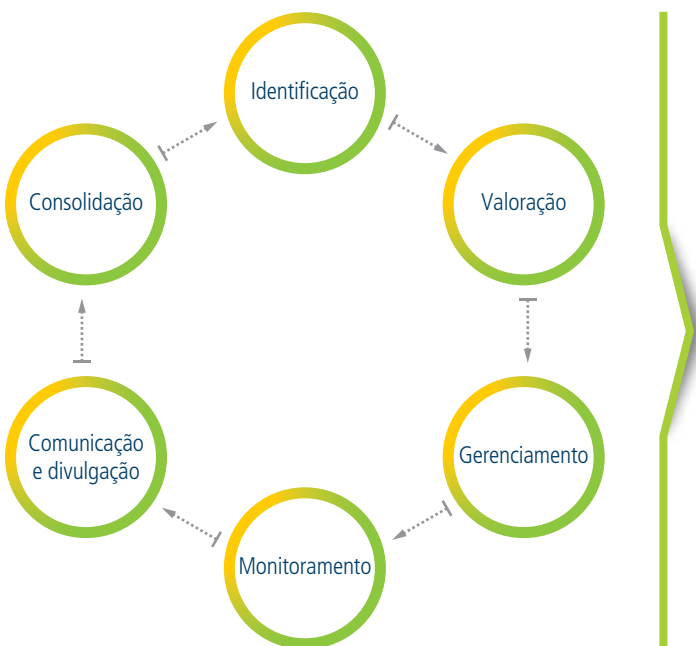 Identificação
Valoração
Gerenciamento
Monitoramento
Comunicação
e divulgação
Consolidação